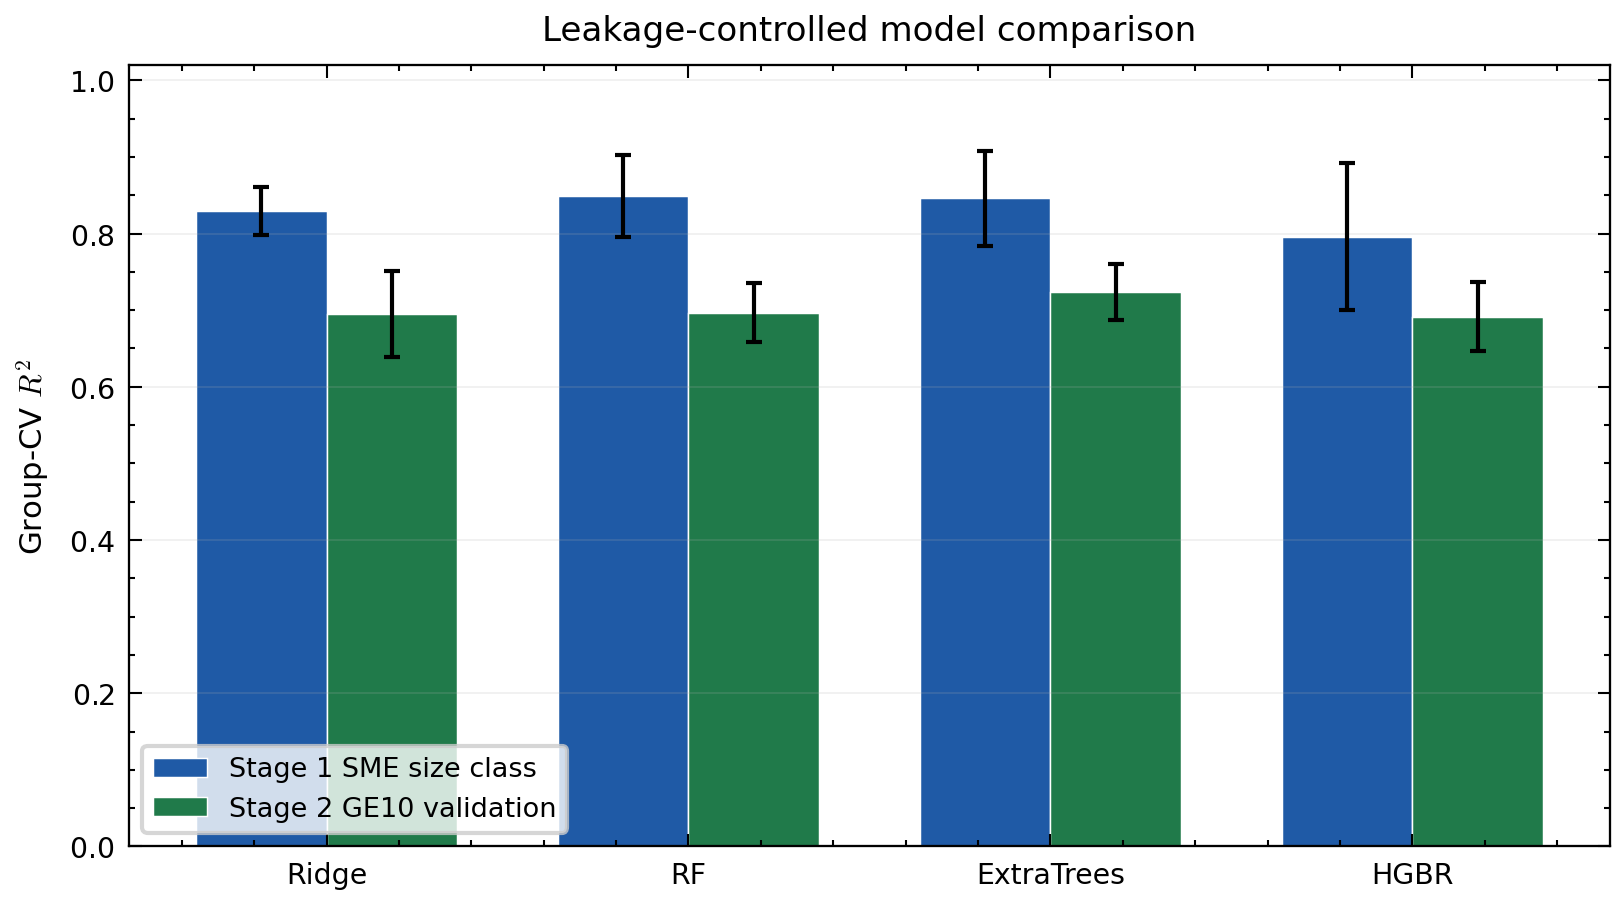 Leakage-controlled model comparison
Group-CV R²
1.0
0.8
0.6
0.4
0.2
0.0
Stage 1 SME size class
Stage 2 GE10 validation
Ridge RF ExtraTrees HGBR